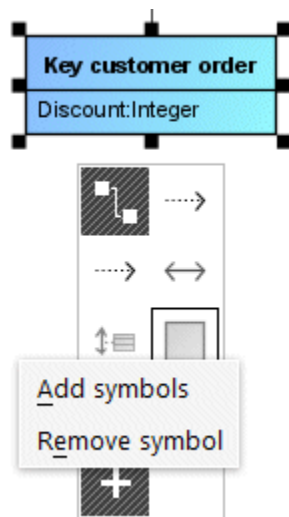 Key customer order
Discount:Integer
Add symbols
Remove symbol